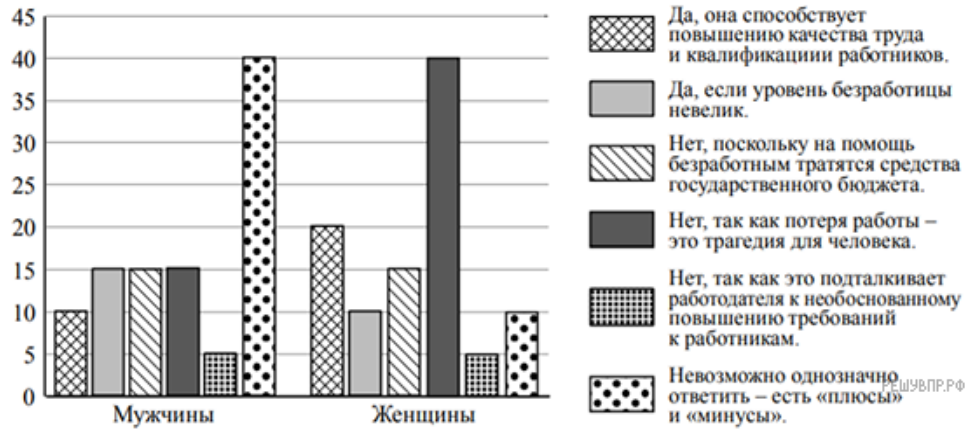 45
40
35
30
25
20
15
10
5
0
Мужчины
Женщины
Да, она способствует
повышению качества труда
и квалификациии работников.
Да, если уровень безработицы
невелик.
Нет, поскольку на помощь
безработным тратятся средства
государственного бюджета.
Нет, так как потеря работы –
это трагедия для человека.
Нет, так как это подталкивает
работодателя к необоснованному
повышению требований
к работникам.
Невозможно однозначно
ответить – есть «плюсы»
и «минусы».
РЕШУВПР.РФ